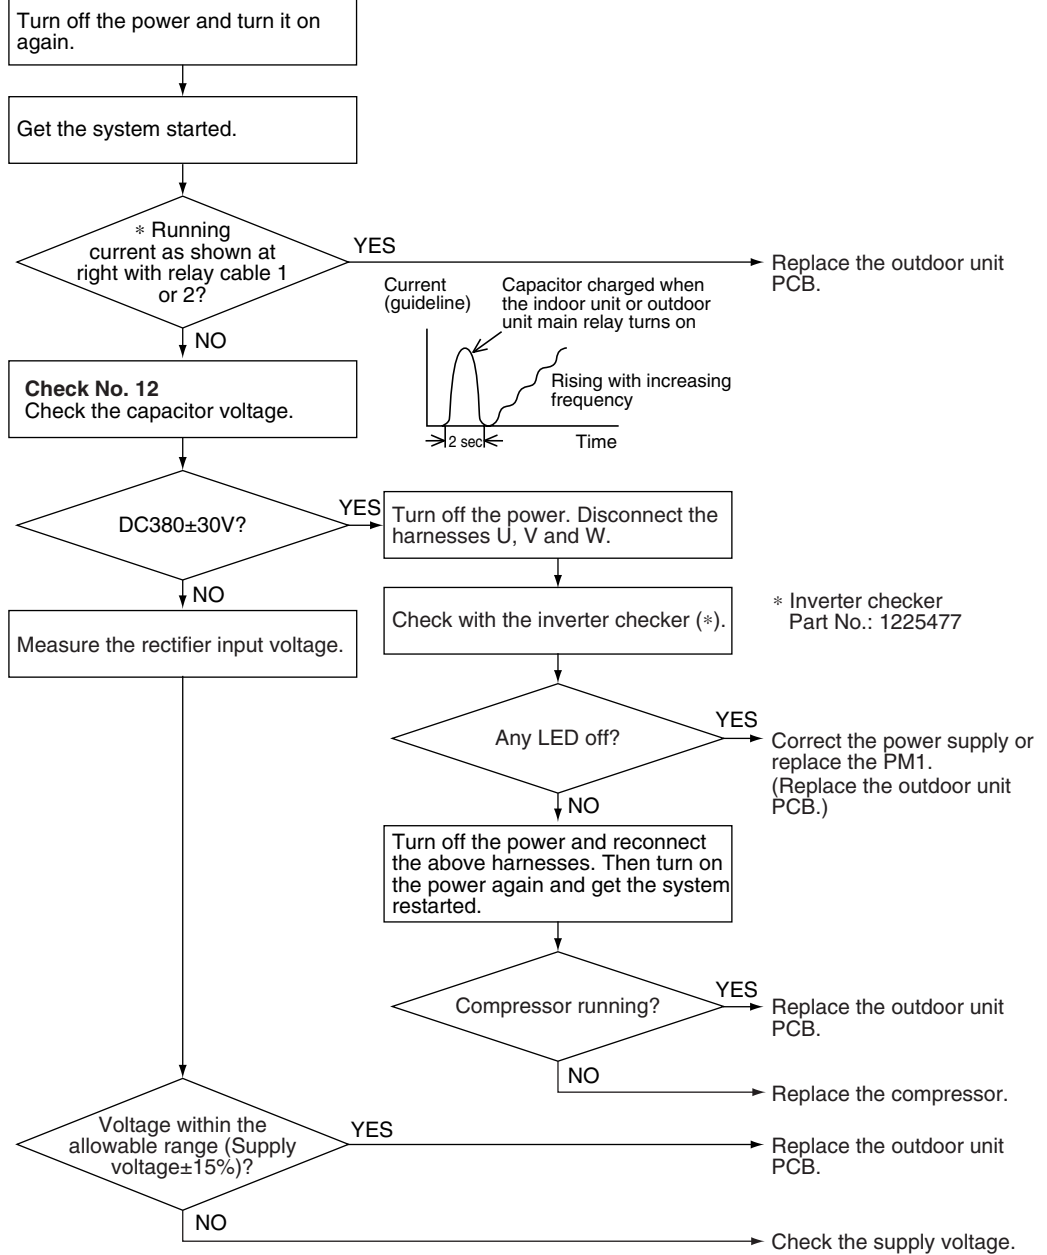 Turn off the power and turn it on
again.
Get the system started.
* Running
current as shown at
right with relay cable 1
or 2?
YES
Replace the outdoor unit
PCB.
NO
Current
(guideline)
Capacitor charged when
the indoor unit or outdoor
unit main relay turns on
Rising with increasing
frequency
2 sec
Time
Check No. 12
Check the capacitor voltage.
DC380±30V?
YES
Turn off the power. Disconnect the
harnesses U, V and W.
NO
Check with the inverter checker (*).
* Inverter checker
Part No.: 1225477
Measure the rectifier input voltage.
Any LED off?
YES
Correct the power supply or
replace the PM1.
(Replace the outdoor unit
PCB.)
NO
Turn off the power and reconnect
the above harnesses. Then turn on
the power again and get the system
restarted.
Compressor running?
YES
Replace the outdoor unit
PCB.
NO
Replace the compressor.
Voltage within the
allowable range (Supply
voltage±15%)?
YES
Replace the outdoor unit
PCB.
NO
Check the supply voltage.